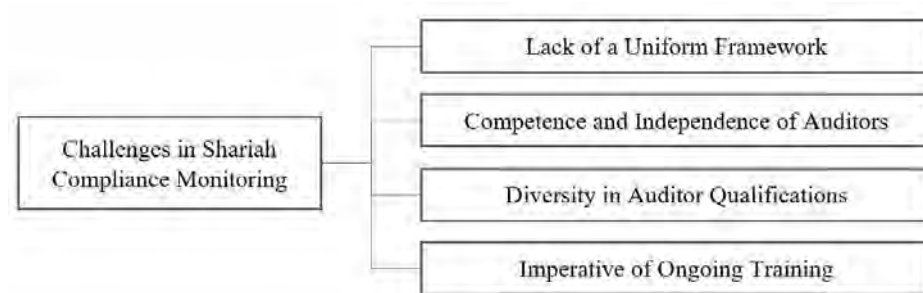 Challenges in Shariah
Compliance Monitoring
Lack of a Uniform Framework
Competence and Independence of Auditors
Diversity in Auditor Qualifications
Imperative of Ongoing Training